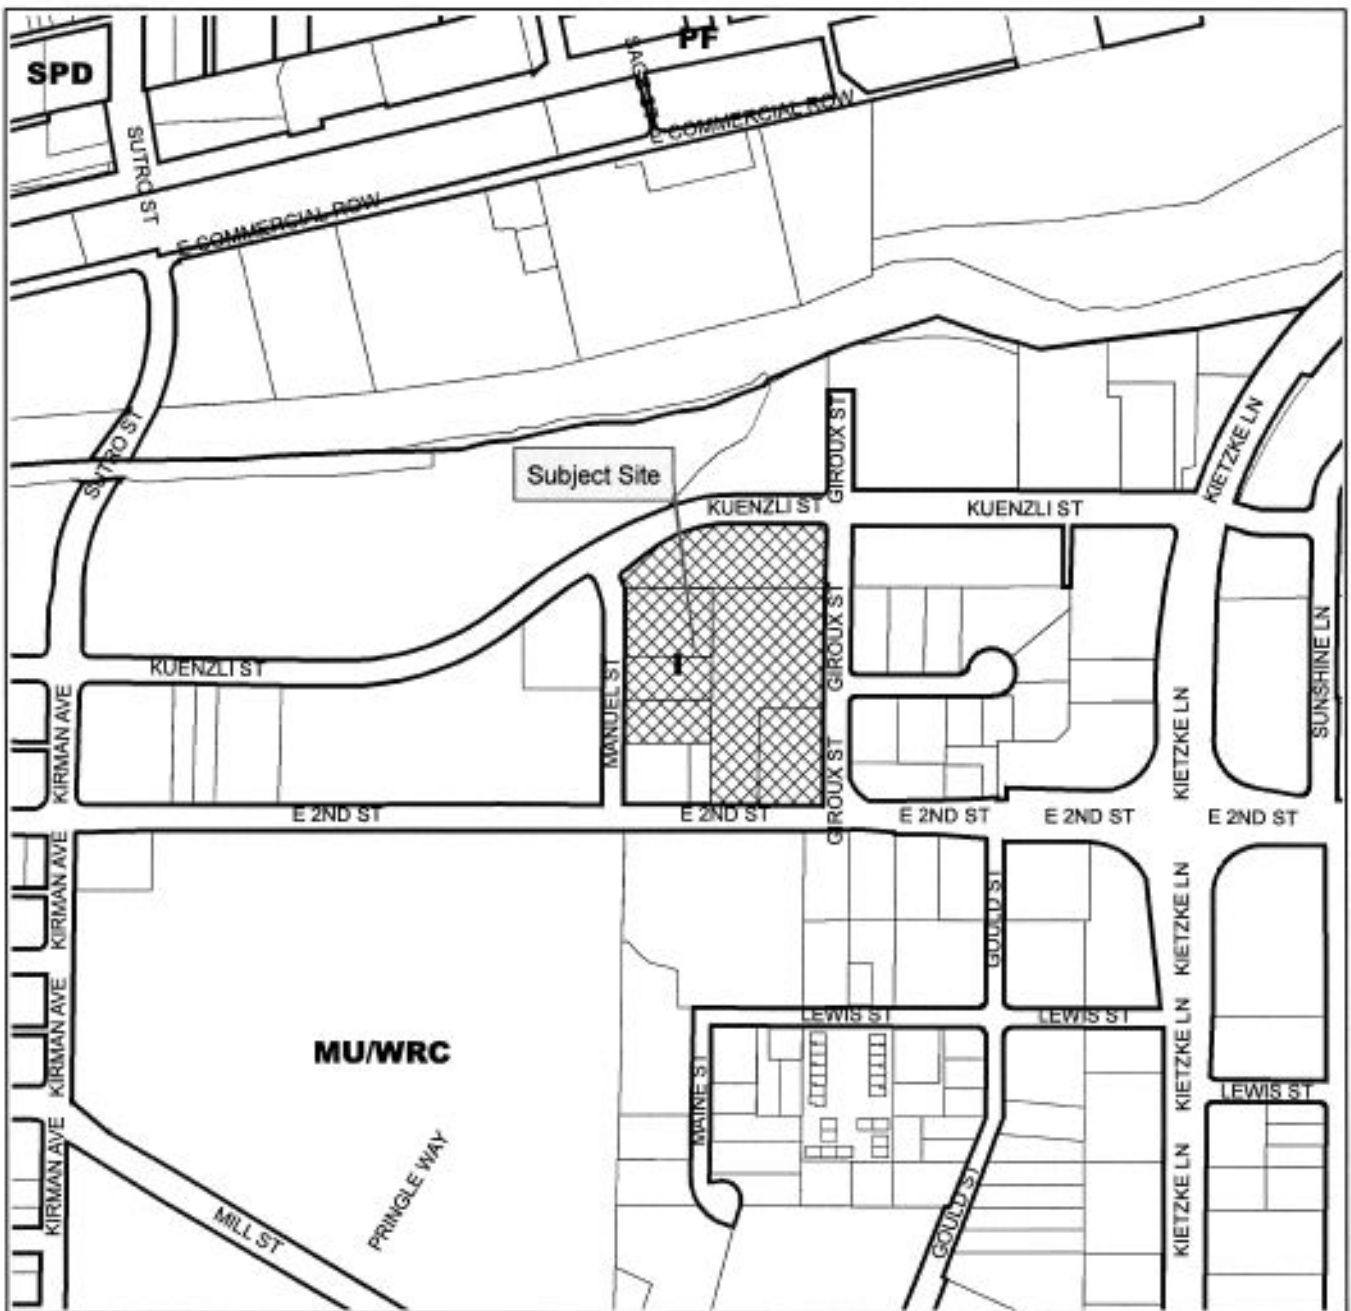 PF
SPD
SAGE ST
E COMMERCIAL ROW
SUTRO ST
E COMMERCIAL ROW
GIROUX ST
KIETZKE LN
SUTRO ST
Subject Site
KUENZLI ST
KUENZLI ST
GIROUX ST
SUNSHINE LN
KUENZLI ST
MANUEL ST
KIRMAN AVE
KIETZKE LN
GIROUX ST
E 2ND ST
E 2ND ST
E 2ND ST
E 2ND ST
E 2ND ST
KIRMAN AVE
GOULD ST
KIETZKE LN
LEWIS ST
LEWIS ST
KIRMAN AVE
MU/WRC
KIETZKE LN
MAINE ST
LEWIS ST
KIRMAN AVE
PRINGLE WAY
KIETZKE LN
MILL ST
GOULD ST